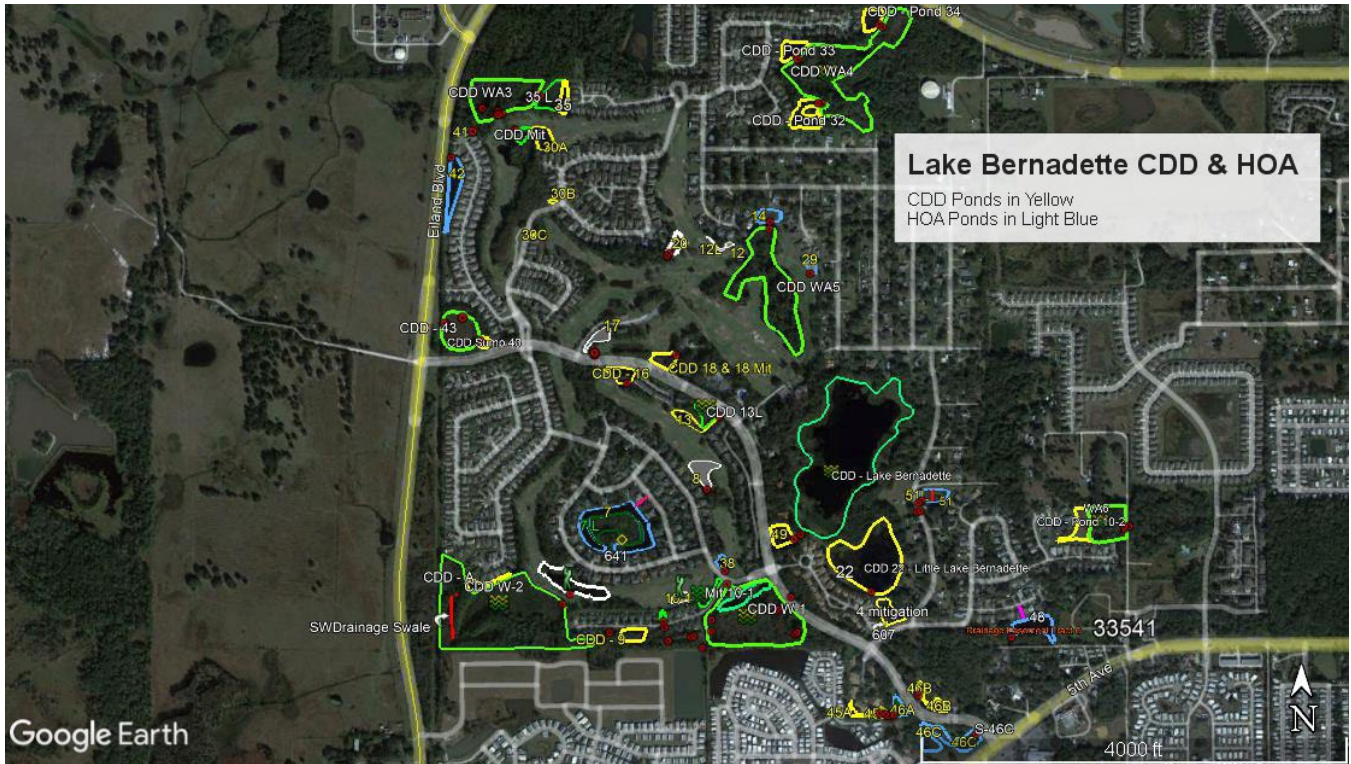 CDD - Pond 34
CDD - Pond 33
CDD WA4
CDD WA3
35 L
35
CDD - Pond 32
41
CDD Mit
30A
Lake Bernadette CDD & HOA
CDD Ponds in Yellow
HOA Ponds in Light Blue
42
Eiland Blvd
30B
14
30C
20
12L
12
29
CDD WA5
CDD - 43
17
CDD Sump 40
CDD - 16
CDD 18 & 18 Mit
13
CDD 13L
8
CDD - Lake Bernadette
51
51
7
7 L
WA6
CDD - Pond 10-2
641
49
38
22
CDD 22 - Little Lake Bernadette
CDD - A
CDD W-2
Mit 10-1
CDD W-1
4 mitigation
SWDrainage Swale
CDD - 9
607
48
33541
5th Ave
46B
45A
46A
46B
46C
46C
S-46C
N
4000 ft
Google Earth